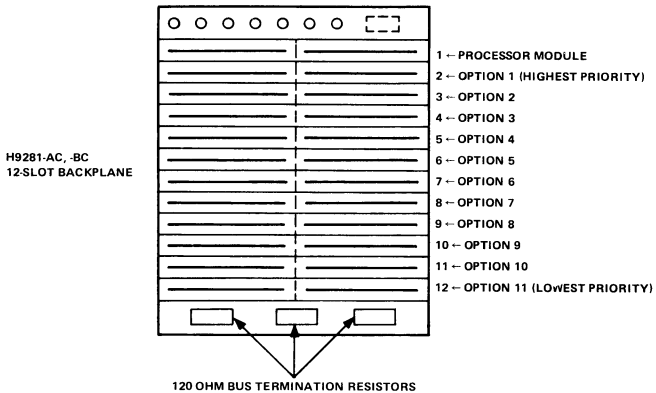 1 ← PROCESSOR MODULE
2 ← OPTION 1 (HIGHEST PRIORITY)
3 ← OPTION 2
4 ← OPTION 3
5 ← OPTION 4
H9281-AC, -BC
12-SLOT BACKPLANE
6 ← OPTION 5
7 ← OPTION 6
8 ← OPTION 7
9 ← OPTION 8
10 ← OPTION 9
11 ← OPTION 10
12 ← OPTION 11 (LOWEST PRIORITY)
120 OHM BUS TERMINATION RESISTORS